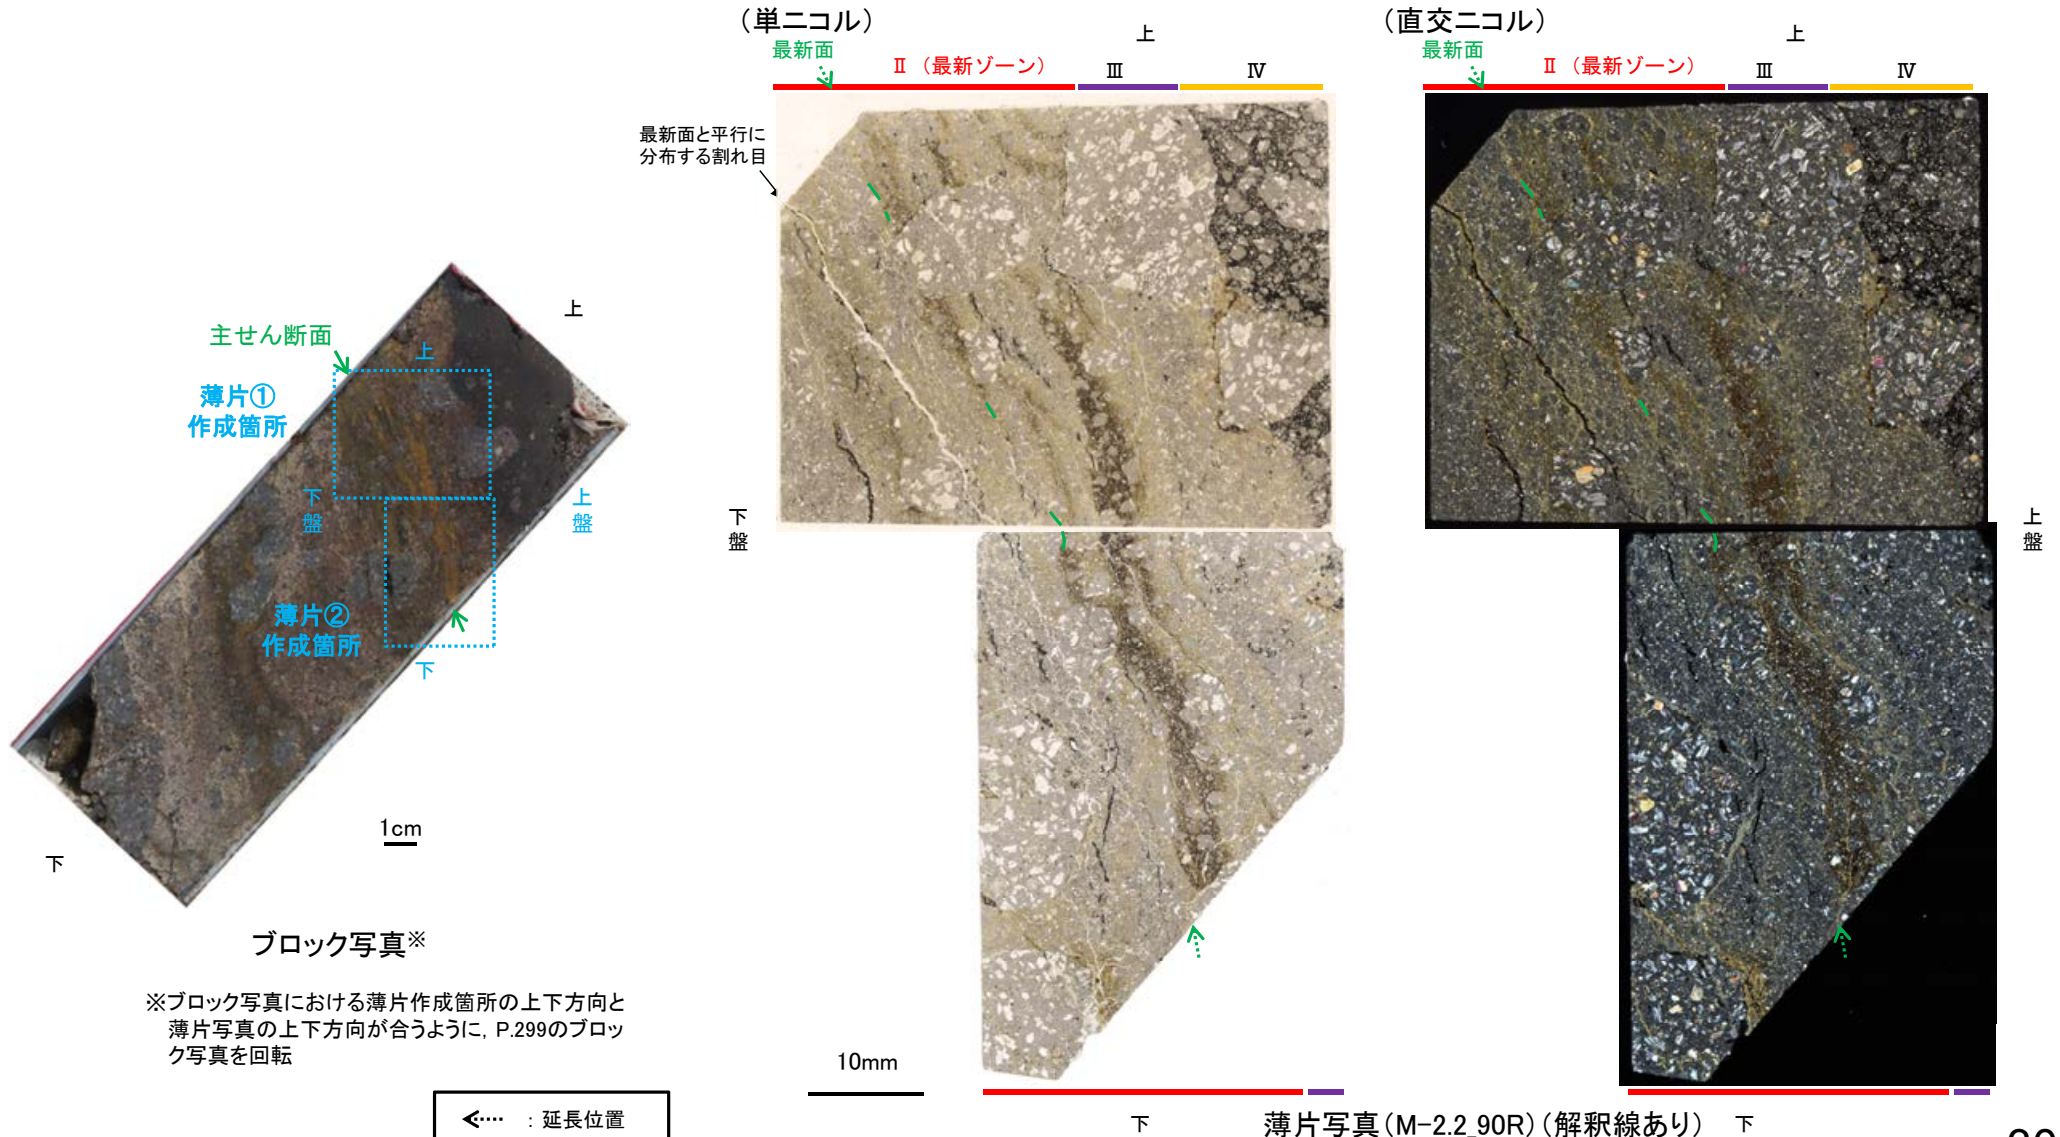 (単ニコル)
上
最新面
Ⅱ (最新ゾーン)
Ⅲ
Ⅳ
最新面と平行に
分布する割れ目
下
盤
(直交ニコル)
上
最新面
Ⅱ (最新ゾーン)
Ⅲ
Ⅳ
上
盤
上
主せん断面
上
薄片①
作成箇所
下
盤
上
盤
薄片②
作成箇所
下
1cm
下
ブロック写真※
※ブロック写真における薄片作成箇所の上下方向と
薄片写真の上下方向が合うように, P.299のブロッ
ク写真を回転
:延長位置
10mm
下
薄片写真(M-2.2_90R)(解釈線あり)
下